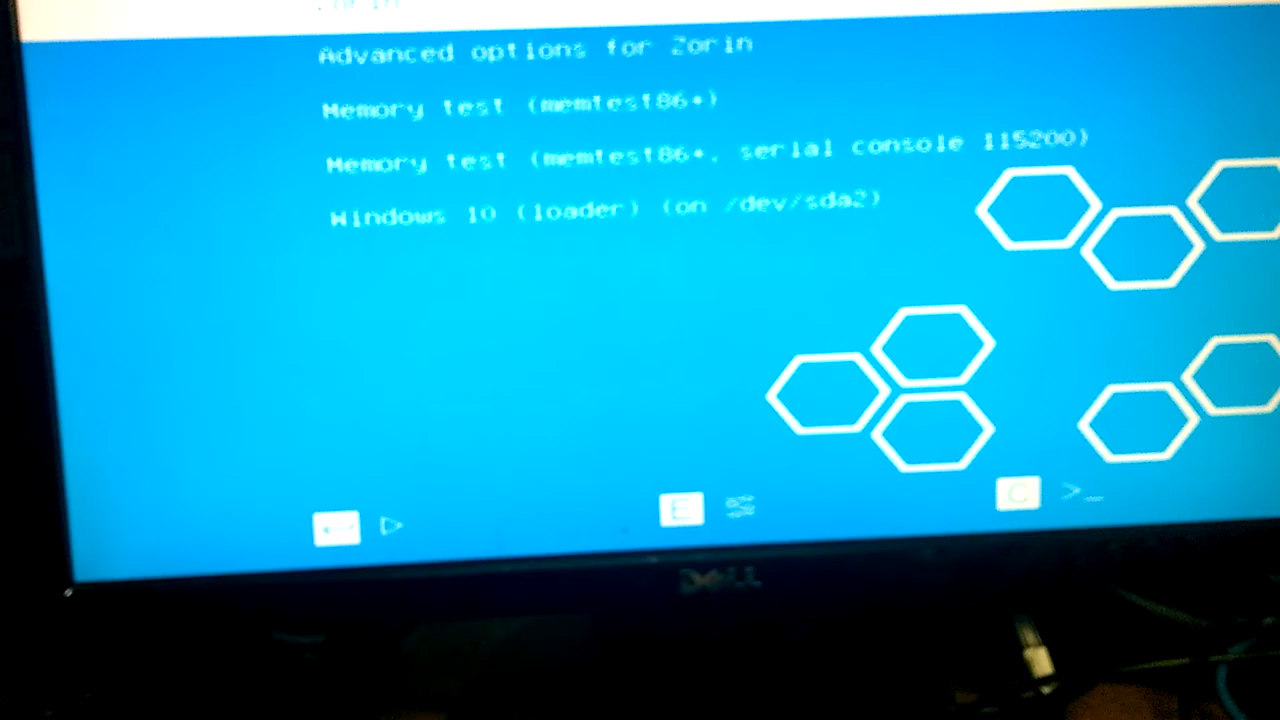 Zorin
Advanced options for Zorin
Memory test (memtest86+)
Memory test (memtest86+, serial console 115200)
Windows 10 (loader) (on /dev/sda2)
E
C >_
DELL